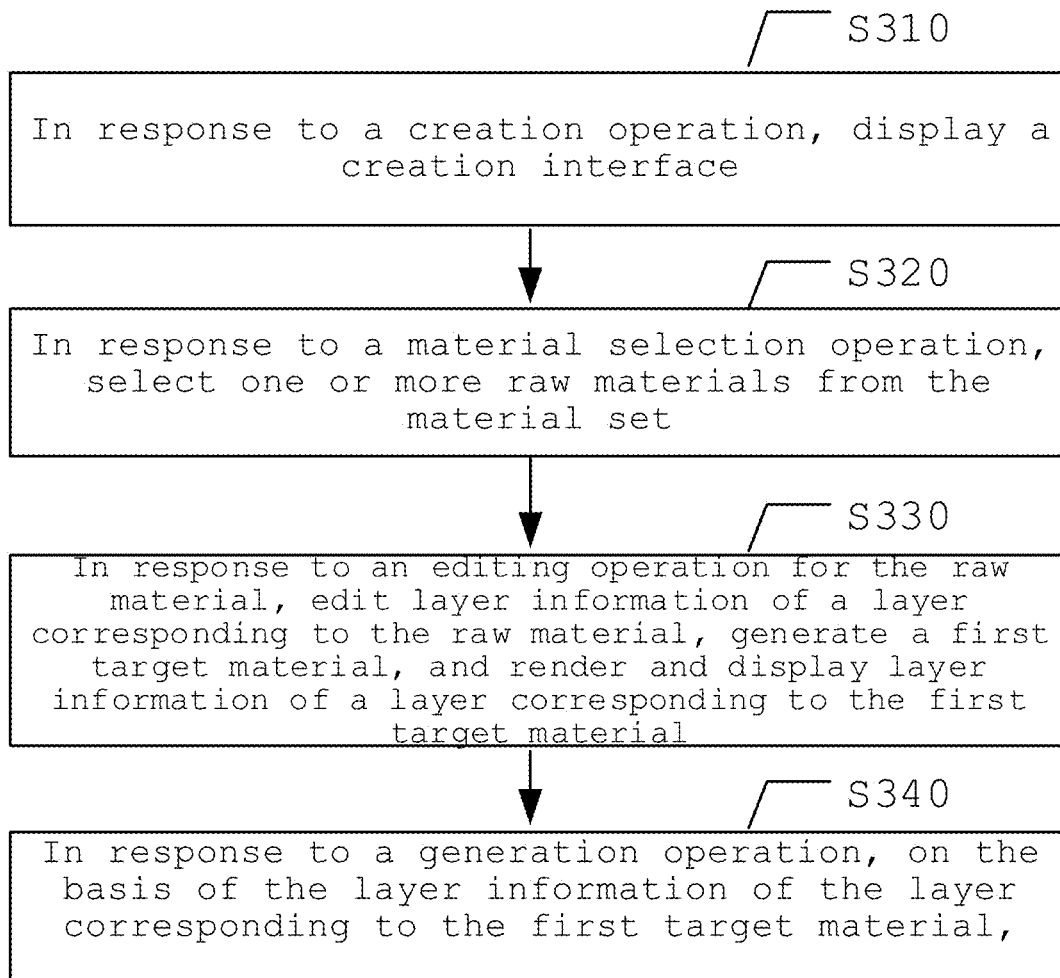 S310
In response to a creation operation, display a
creation interface
S320
In response to a material selection operation,
select one or more raw materials from the
material set
S330
In response to an editing operation for the raw
material, edit layer information of a layer
corresponding to the raw material, generate a first
target material, and render and display layer
information of a layer corresponding to the first
target material
S340
In response to a generation operation, on the
basis of the layer information of the layer
corresponding to the first target material,